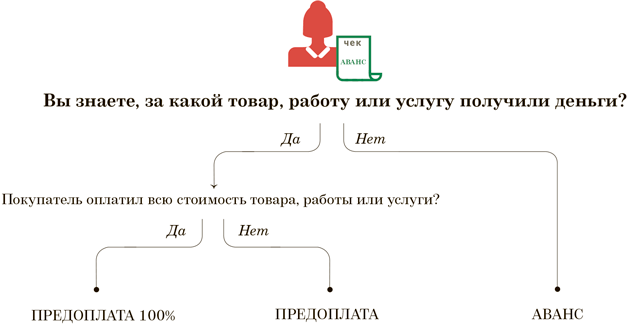 чек
АВАНС
Вы знаете, за какой товар, работу или услугу получили деньги?
Да
Нет
Покупатель оплатил всю стоимость товара, работы или услуги?
Да
Нет
ПРЕДОПЛАТА 100%
ПРЕДОПЛАТА
АВАНС